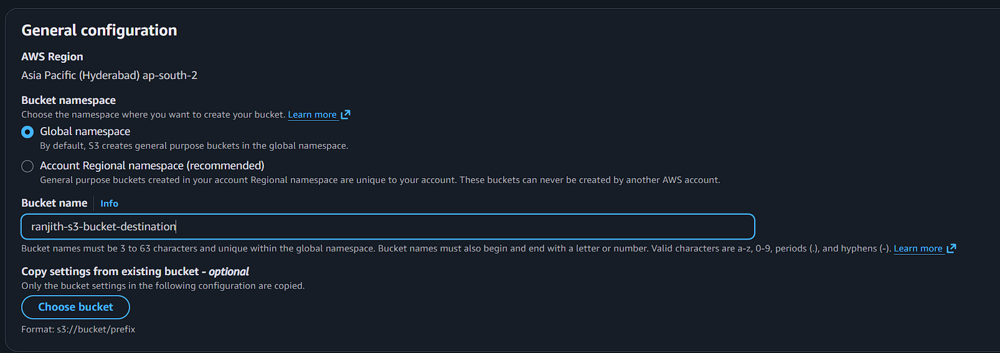 General configuration
AWS Region
Asia Pacific (Hyderabad) ap-south-2
Bucket namespace
Choose the namespace where you want to create your bucket. Learn more
Global namespace
By default, S3 creates general purpose buckets in the global namespace.
Account Regional namespace (recommended)
General purpose buckets created in your account Regional namespace are unique to your account. These buckets can never be created by another AWS account.
Bucket name Info
ranjith-s3-bucket-destination
Bucket names must be 3 to 63 characters and unique within the global namespace. Bucket names must also begin and end with a letter or number. Valid characters are a-z, 0-9, periods (.), and hyphens (-). Learn more
Copy settings from existing bucket - optional
Only the bucket settings in the following configuration are copied.
Choose bucket
Format: s3://bucket/prefix